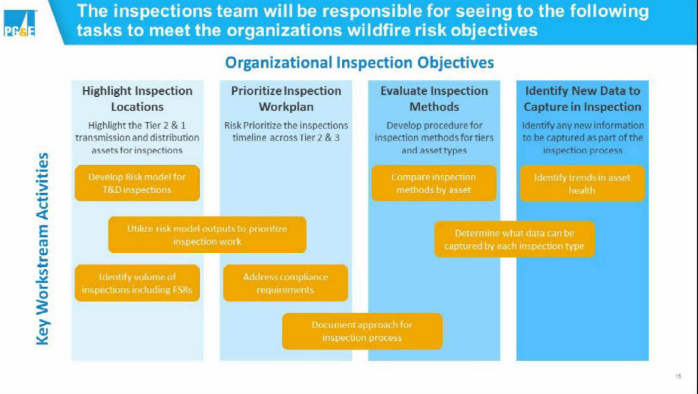 PG&E
The inspections team will be responsible for seeing to the following
tasks to meet the organizations wildfire risk objectives
Organizational Inspection Objectives
Key Workstream Activities
Highlight Inspection
Locations
Highlight the Tier 2 & 1
transmission and distribution
assets for inspections
Prioritize Inspection
Workplan
Risk Prioritize the inspections
timeline across Tier 2 & 3
Evaluate Inspection
Methods
Develop procedure for
inspection methods for tiers
and asset types
Identify New Data to
Capture in Inspection
Identify any new information
to be captured as part of the
inspection process
Develop Risk model for
T&D inspections
Compare inspection
methods by asset
Identify trends in asset
health
Utilize risk model outputs to prioritize
inspection work
Determine what data can be
captured by each inspection type
Identify volume of
inspections including FSRs
Address compliance
requirements
Document approach for
inspection process